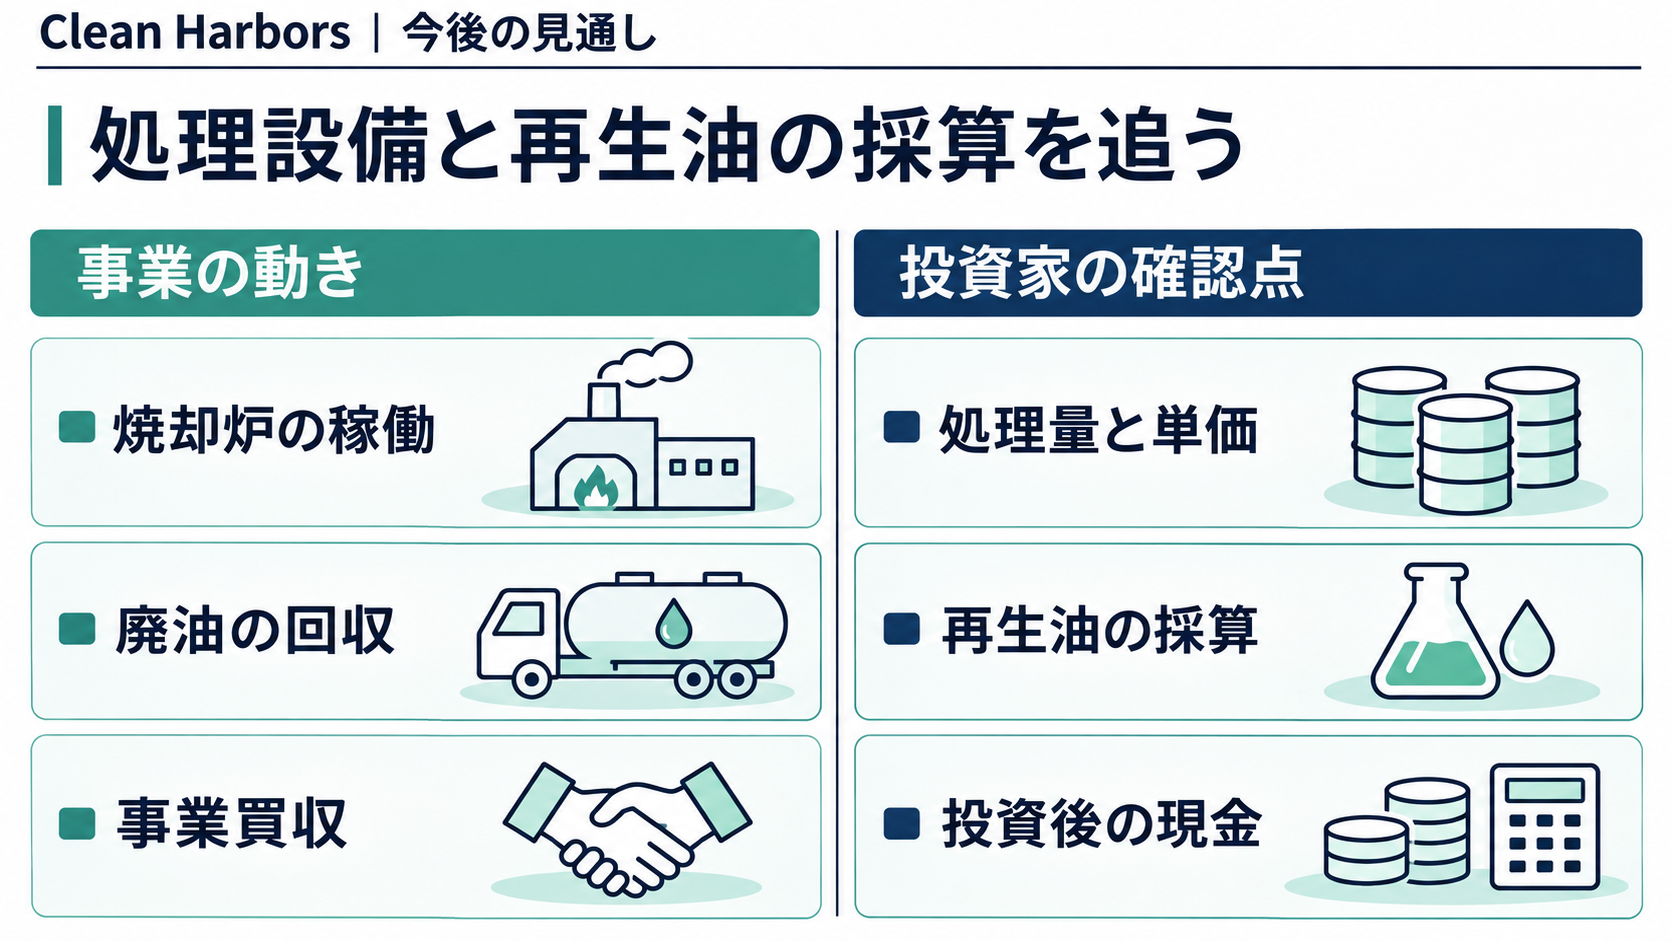 Clean Harbors｜今後の見通し
処理設備と再生油の採算を追う
事業の動き
焼却炉の稼働
廃油の回収
事業買収
投資家の確認点
処理量と単価
再生油の採算
投資後の現金